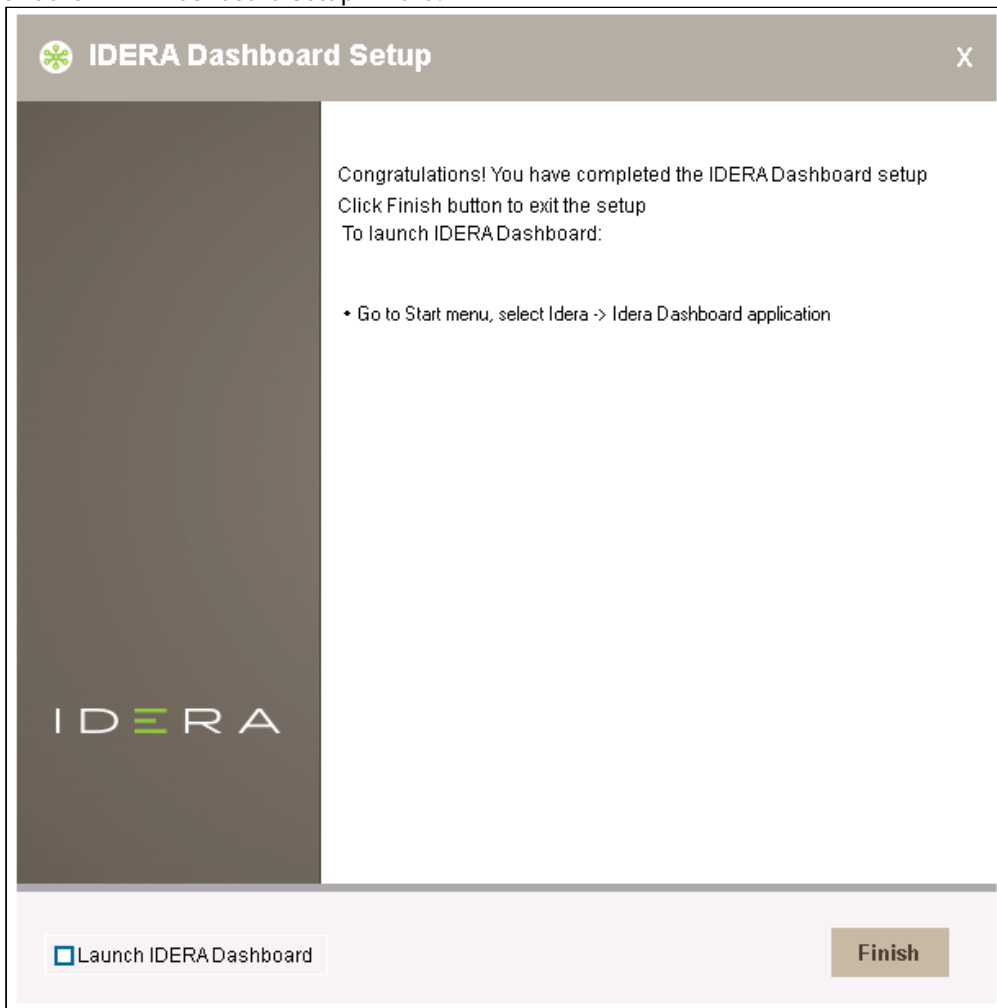 IDERA Dashboard Setup
X
Congratulations! You have completed the IDERA Dashboard setup
Click Finish button to exit the setup
To launch IDERA Dashboard:
• Go to Start menu, select Idera -> Idera Dashboard application
IDERA
Launch IDERA Dashboard
Finish